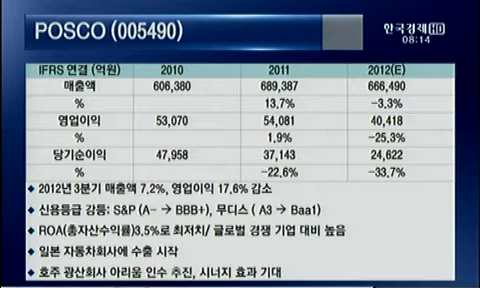 POSCO (005490)
한국경제 HD
08:14
IFRS 연결 (억원) 2010 2011 2012(E)
매출액 606,380 689,387 666,490
% 13.7% -3.3%
영업이익 53,070 54,081 40,418
% 1.9% -25.3%
당기순이익 47,958 37,143 24,622
% -22.6% -33.7%
◆ 2012년 3분기 매출액 7.2%, 영업이익 17.6% 감소
◆ 신용등급 강등: S&P (A- → BBB+), 무디스 ( A3 → Baa1)
◆ ROA(총자산수익률)3.5%로 최저치/ 글로벌 경쟁 기업 대비 높음
◆ 일본 자동차회사에 수출 시작
◆ 호주 광산회사 아리움 인수 추진, 시너지 효과 기대